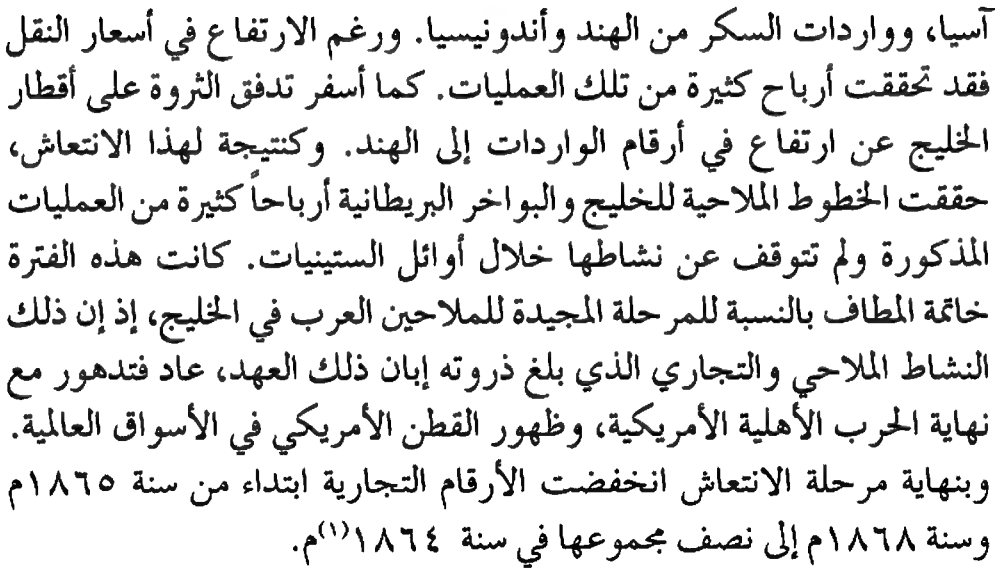 آسيا، وواردات السكر من الهند وأندونيسيا. ورغم الارتفاع في أسعار النقل
فقد تحققت أرباح كثيرة من تلك العمليات. كما أسفر تدفق الثروة على أقطار
الخليج عن ارتفاع في أرقام الواردات إلى الهند. وكنتيجة لهذا الانتعاش،
حققت الخطوط الملاحية للخليج والبواخر البريطانية أرباحاً كثيرة من العمليات
المذكورة ولم تتوقف عن نشاطها خلال أوائل الستينيات. كانت هذه الفترة
خاتمة المطاف بالنسبة للمرحلة المجيدة للملاحين العرب في الخليج، إذ إن ذلك
النشاط الملاحي والتجاري الذي بلغ ذروته إبان ذلك العهد، عاد فتدهور مع
نهاية الحرب الأهلية الأمريكية، وظهور القطن الأمريكي في الأسواق العالمية.
وبنهاية مرحلة الانتعاش انخفضت الأرقام التجارية ابتداء من سنة ١٨٦٥م
وسنة ١٨٦٨م إلى نصف مجموعها في سنة ١٨٦٤(١)م.